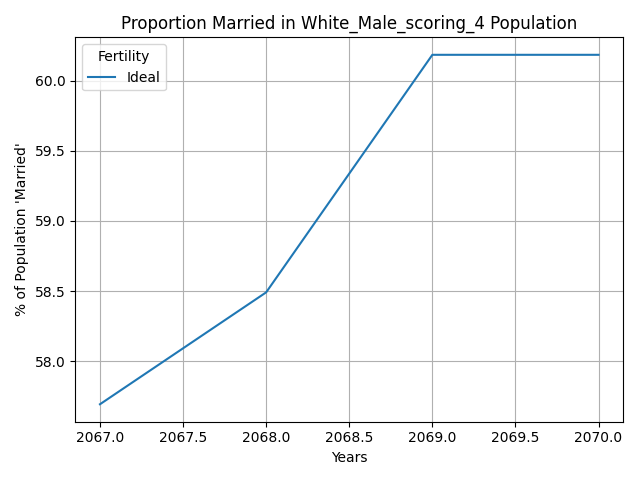 Proportion Married in White_Male_scoring_4 Population
Fertility
Ideal
% of Population 'Married'
60.0
59.5
59.0
58.5
58.0
2067.0 2067.5 2068.0 2068.5 2069.0 2069.5 2070.0
Years